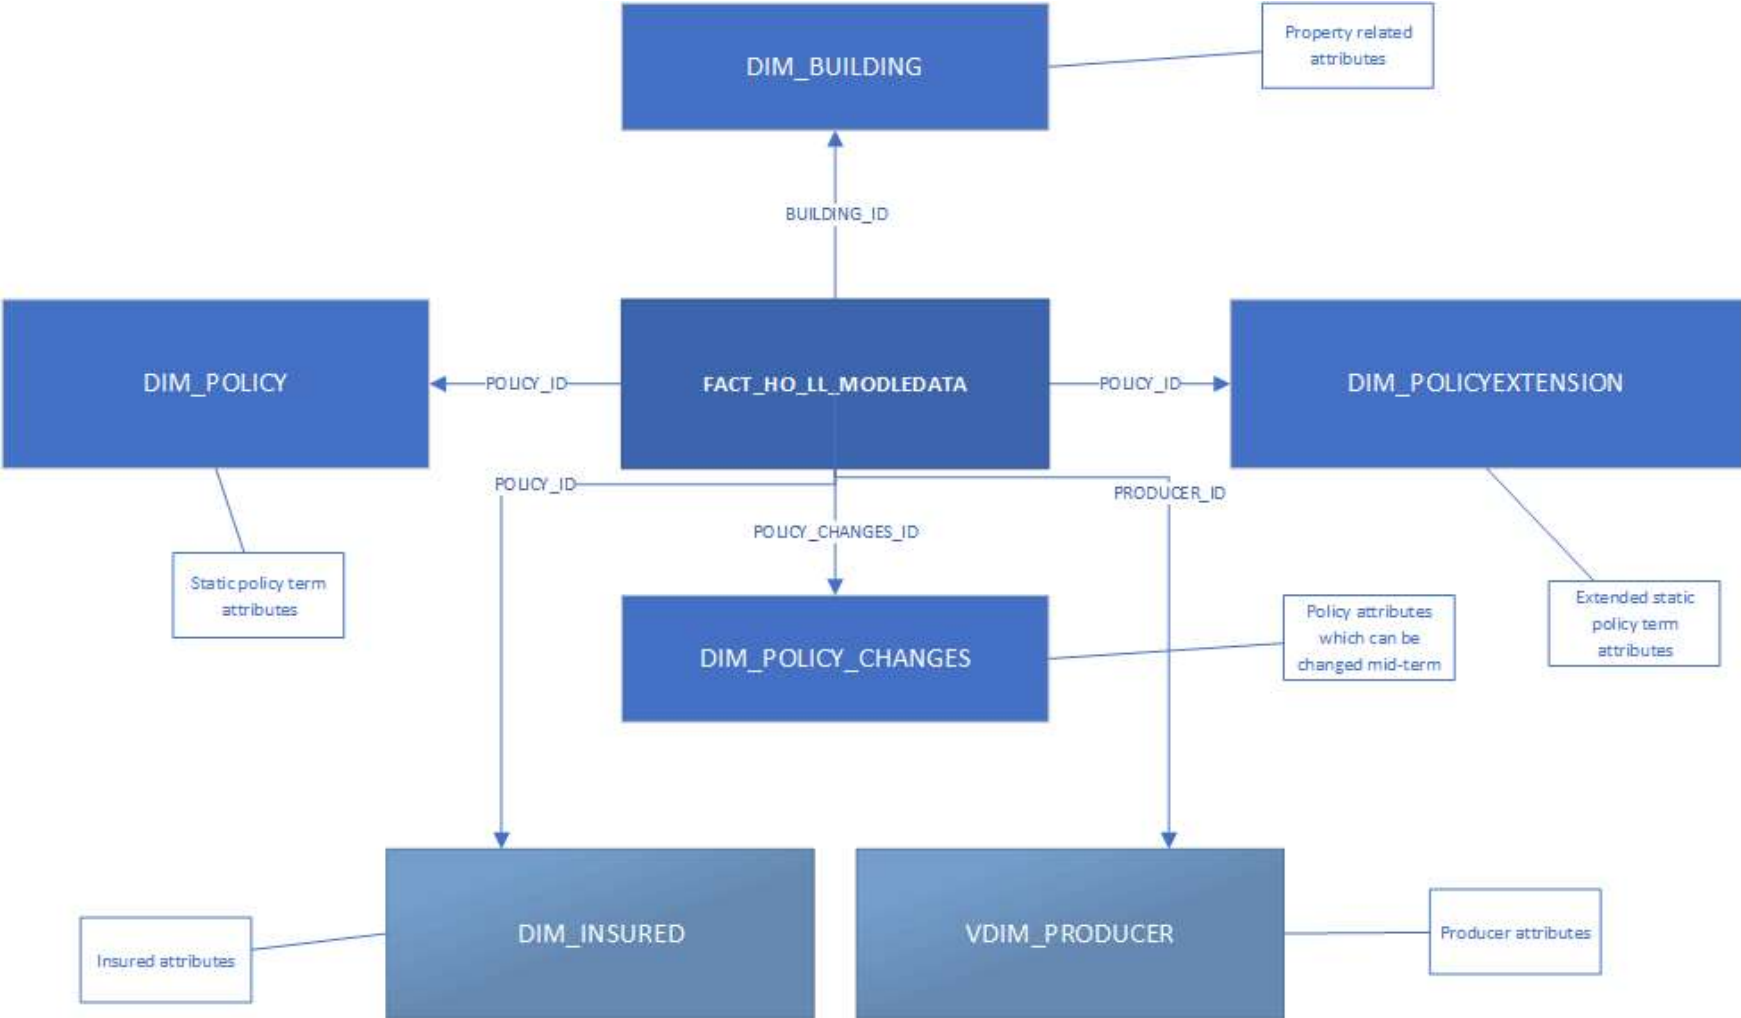 DIM_BUILDING
Property related
attributes
BUILDING_ID
DIM_POLICY
POLICY_ID
FACT_HO_LL_MODLEDATA
POLICY_ID
DIM_POLICYEXTENSION
POLICY_ID
PRODUCER_ID
POLICY_CHANGES_ID
Static policy term
attributes
DIM_POLICY_CHANGES
Policy attributes
which can be
changed mid-term
Extended static
policy term
attributes
Insured attributes
DIM_INSURED
VDIM_PRODUCER
Producer attributes